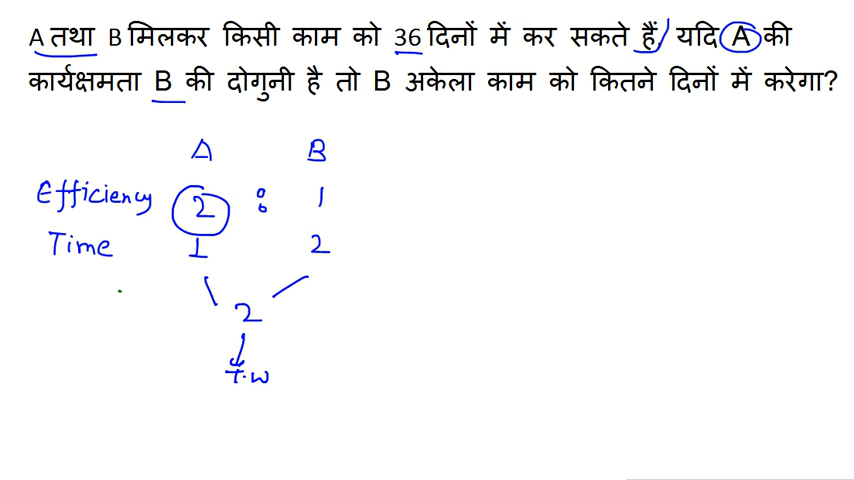 A तथा B मिलकर किसी काम को 36 दिनों में कर सकते हैं, यदि A की
कार्यक्षमता B की दोगुनी है तो B अकेला काम को कितने दिनों में करेगा?
A B
Efficiency 2 : 1
Time 1 2
2
T.W